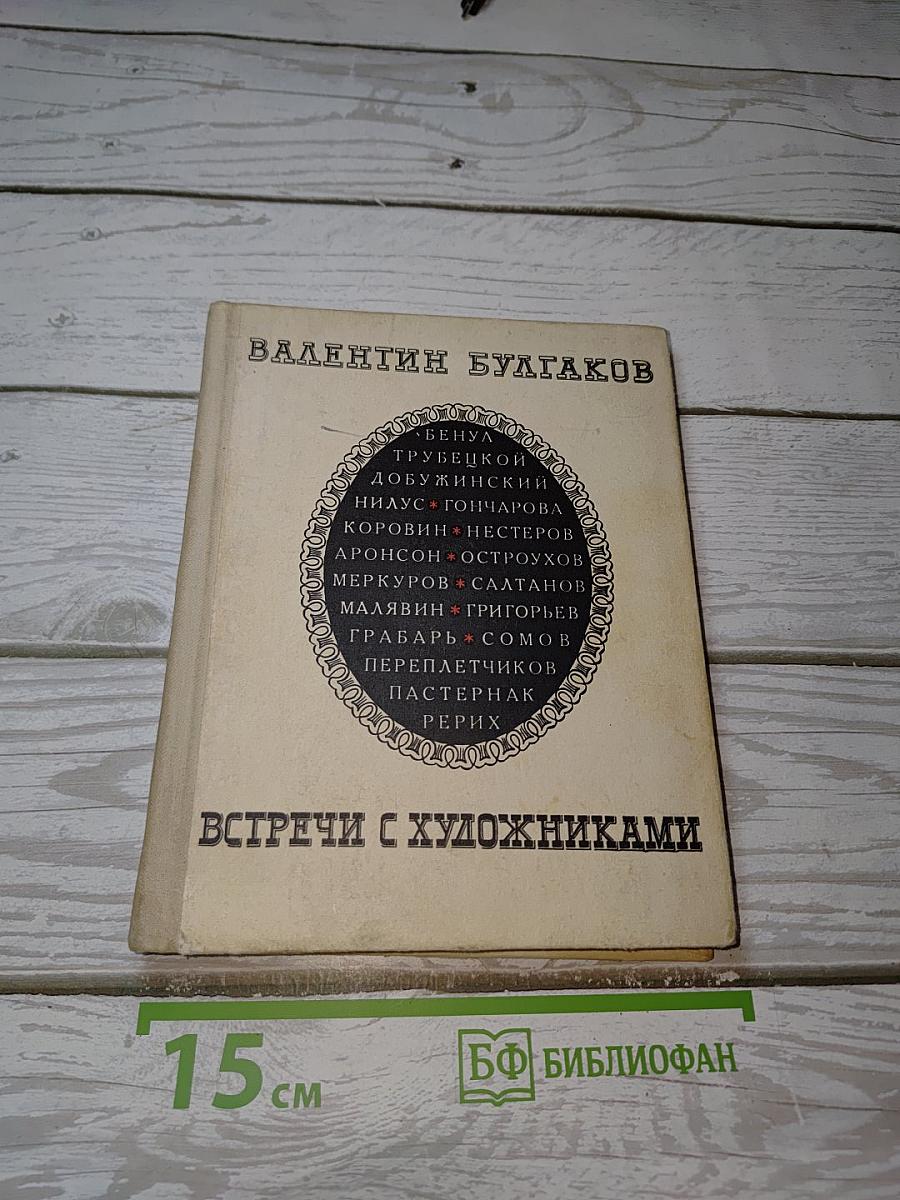 ВАЛЕНТИН БУЛГАКОВ
БЕНУА
ТРУБЕЦКОЙ
ДОБУЖИНСКИЙ
НИЛУС * ГОНЧАРОВА
КОРОВИН * НЕСТЕРОВ
АРОНСОН * ОСТРОУХОВ
МЕРКУРОВ * САЛТАНОВ
МАЛЯВИН * ГРИГОРЬЕВ
ГРАБАРЬ * СОМОВ
ПЕРЕПЛЕТЧИКОВ
ПАСТЕРНАК
РЕРИХ
ВСТРЕЧИ С ХУДОЖНИКАМИ
15 см
БФ БИБЛИОФАН